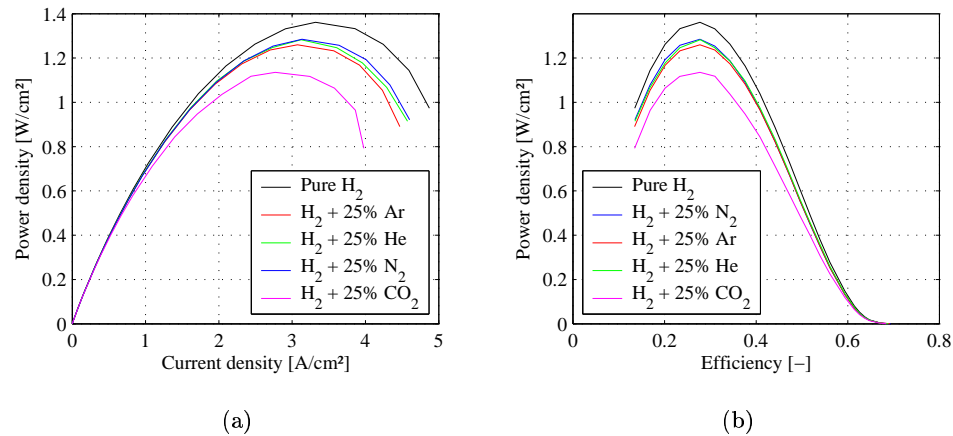 1.4
1.2
1
0.8
0.6
0.4
0.2
0
0 1 2 3 4 5
Power density [W/cm²]
Current density [A/cm²]
Pure H₂
H₂ + 25% Ar
H₂ + 25% He
H₂ + 25% N₂
H₂ + 25% CO₂
(a)
1.4
1.2
1
0.8
0.6
0.4
0.2
0
0 0.2 0.4 0.6 0.8
Power density [W/cm²]
Efficiency [−]
Pure H₂
H₂ + 25% N₂
H₂ + 25% Ar
H₂ + 25% He
H₂ + 25% CO₂
(b)